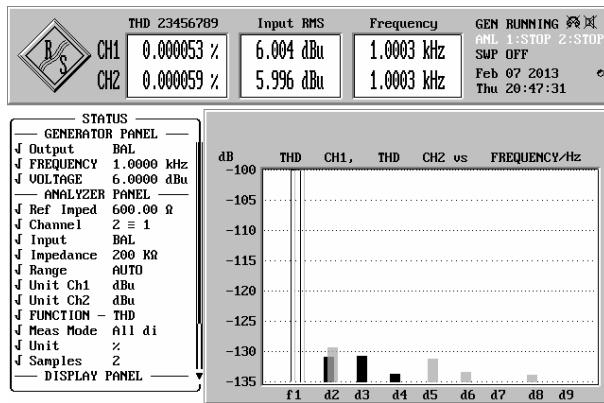 THD 23456789 Input RMS Frequency
R S CH1 0.000053 % 6.004 dBu 1.0003 kHz
CH2 0.000059 % 5.996 dBu 1.0003 kHz
GEN RUNNING
ANL 1:STOP 2:STOP
SWP OFF
Feb 07 2013
Thu 20:47:31
STATUS
GENERATOR PANEL
Output BAL
FREQUENCY 1.0000 kHz
VOLTAGE 6.0000 dBu
ANALYZER PANEL
Ref Imped 600.00 Ω
Channel 2 ≡ 1
Input BAL
Impedance 200 KΩ
Range AUTO
Unit Ch1 dBu
Unit Ch2 dBu
FUNCTION - THD
Meas Mode All di
Unit %
Samples 2
DISPLAY PANEL
dB THD CH1, THD CH2 vs FREQUENCY/Hz
-100
-105
-110
-115
-120
-125
-130
-135
f1 d2 d3 d4 d5 d6 d7 d8 d9